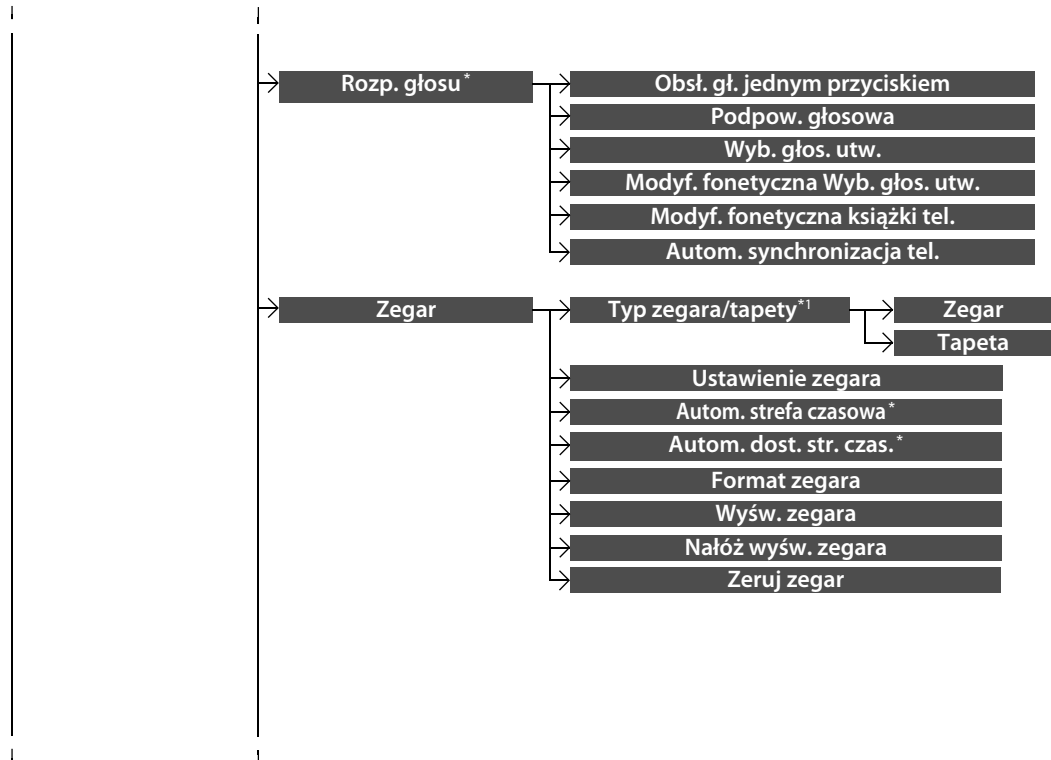 Rozp. głosu*
Obsł. gł. jednym przyciskiem
Podpow. głosowa
Wyb. głos. utw.
Modyf. fonetyczna Wyb. głos. utw.
Modyf. fonetyczna książki tel.
Autom. synchronizacja tel.
Zegar
Typ zegara/tapety*1
Zegar
Tapeta
Ustawienie zegara
Autom. strefa czasowa*
Autom. dost. str. czas.*
Format zegara
Wyśw. zegara
Nałóż wyśw. zegara
Zeruj zegar